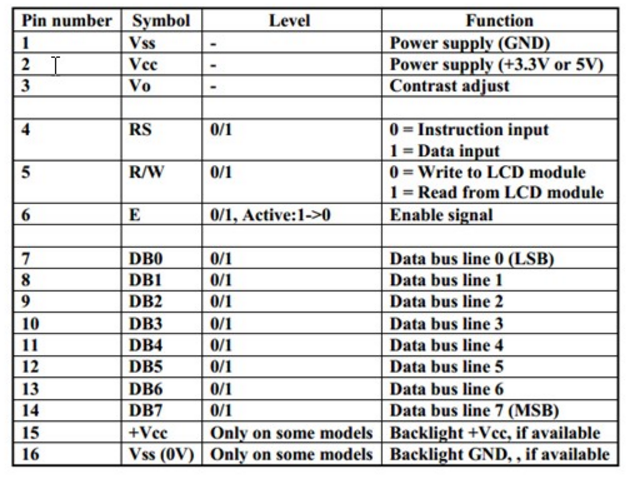 Pin number Symbol Level Function
1 Vss - Power supply (GND)
2 Vcc - Power supply (+3.3V or 5V)
3 Vo - Contrast adjust
4 RS 0/1 0 = Instruction input
1 = Data input
5 R/W 0/1 0 = Write to LCD module
1 = Read from LCD module
6 E 0/1, Active:1->0 Enable signal
7 DB0 0/1 Data bus line 0 (LSB)
8 DB1 0/1 Data bus line 1
9 DB2 0/1 Data bus line 2
10 DB3 0/1 Data bus line 3
11 DB4 0/1 Data bus line 4
12 DB5 0/1 Data bus line 5
13 DB6 0/1 Data bus line 6
14 DB7 0/1 Data bus line 7 (MSB)
15 +Vcc Only on some models Backlight +Vcc, if available
16 Vss (0V) Only on some models Backlight GND, , if available